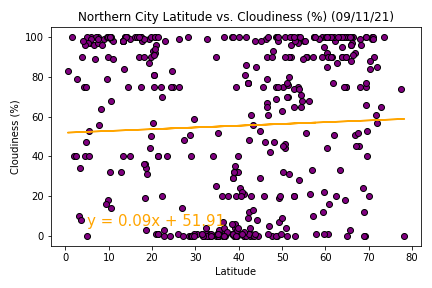 Northern City Latitude vs. Cloudiness (%) (09/11/21)
Cloudiness (%)
100
80
60
40
20
0
y = 0.09x + 51.91
0 10 20 30 40 50 60 70 80
Latitude